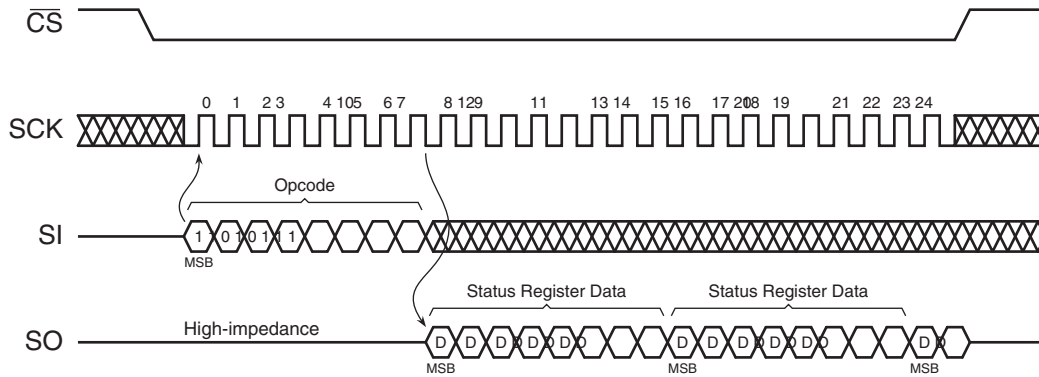 CS
0 1 2 3 4 10 5 6 7 8 12 9 11 13 14 15 16 17 20 18 19 21 22 23 24
SCK
Opcode
SI
1 1 0 1 0 1 1 1
MSB
Status Register Data Status Register Data
High-impedance
SO
D D D D D D D D D D D D D D
MSB MSB MSB